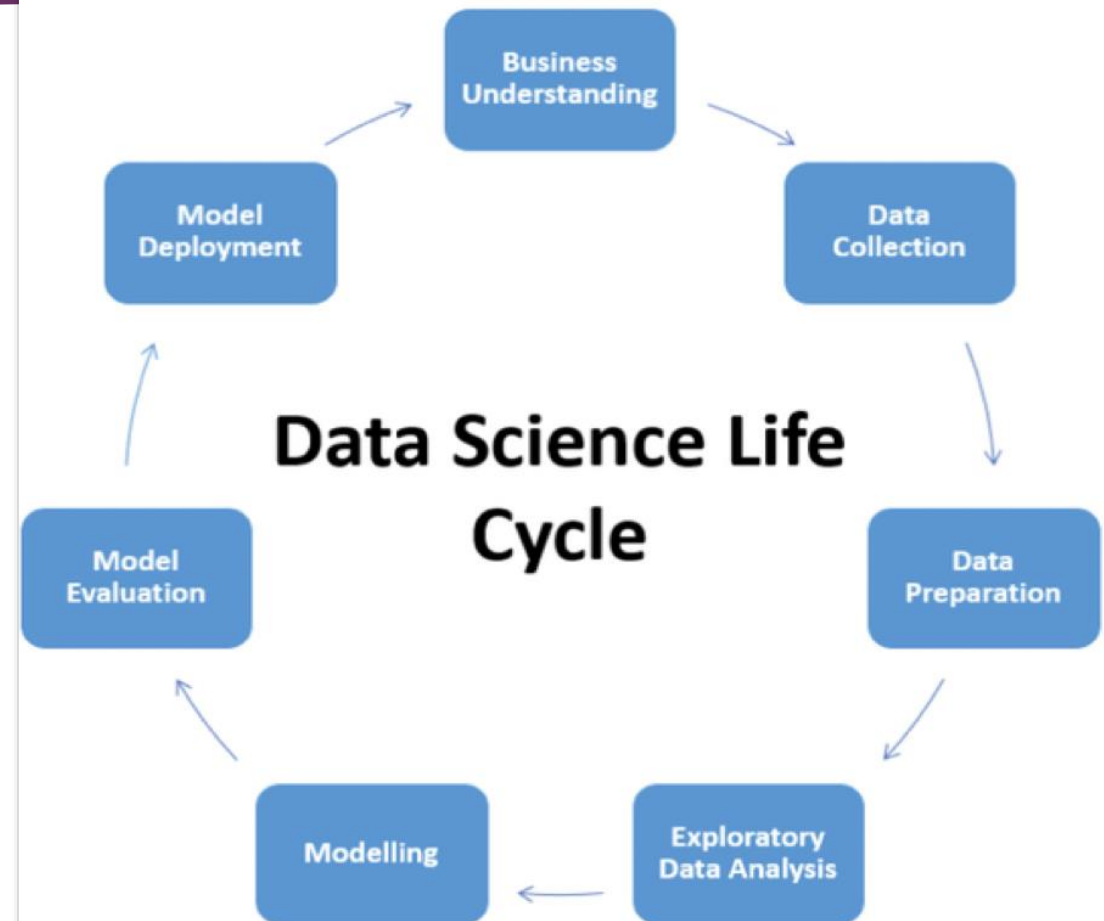 Business
Understanding
Data
Collection
Data
Preparation
Exploratory
Data Analysis
Modelling
Model
Evaluation
Model
Deployment
Data Science Life
Cycle